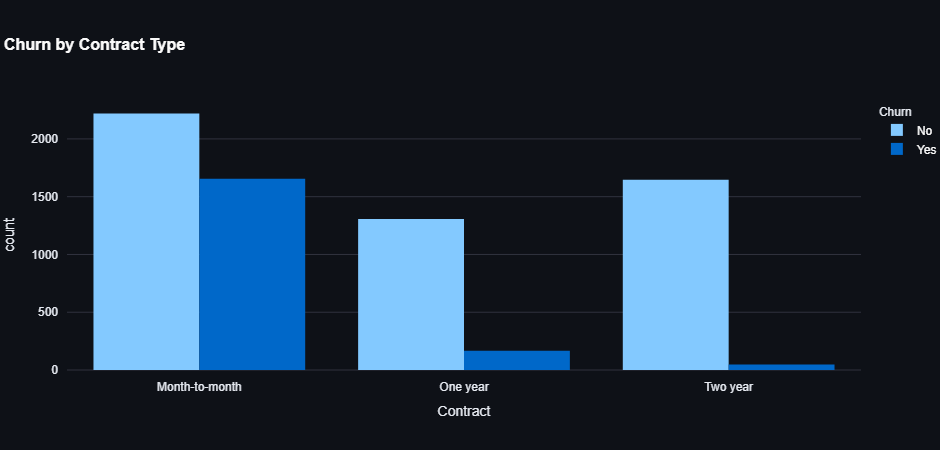 Churn by Contract Type
Churn
No
Yes
count
2000
1500
1000
500
0
Month-to-month
One year
Two year
Contract